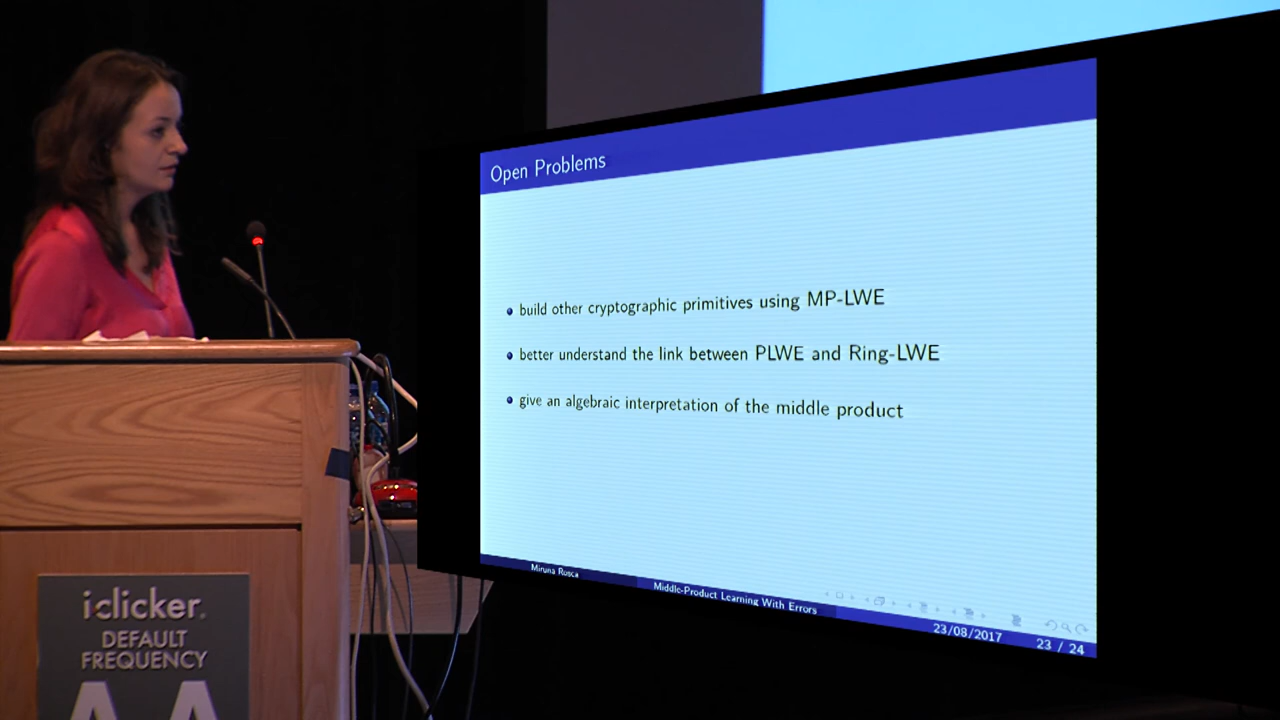 Open Problems
build other cryptographic primitives using MP-LWE
better understand the link between PLWE and Ring-LWE
give an algebraic interpretation of the middle product
Miruna Rosca
Middle-Product Learning With Errors
23/08/2017
23 / 24
iclicker.
DEFAULT
FREQUENCY
AA